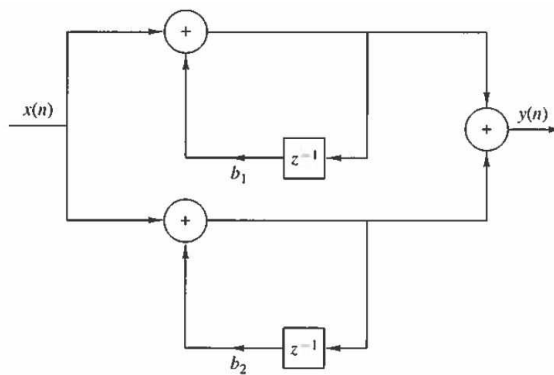 +
x(n)
y(n)
+
z⁻¹
b₁
+
z⁻¹
b₂